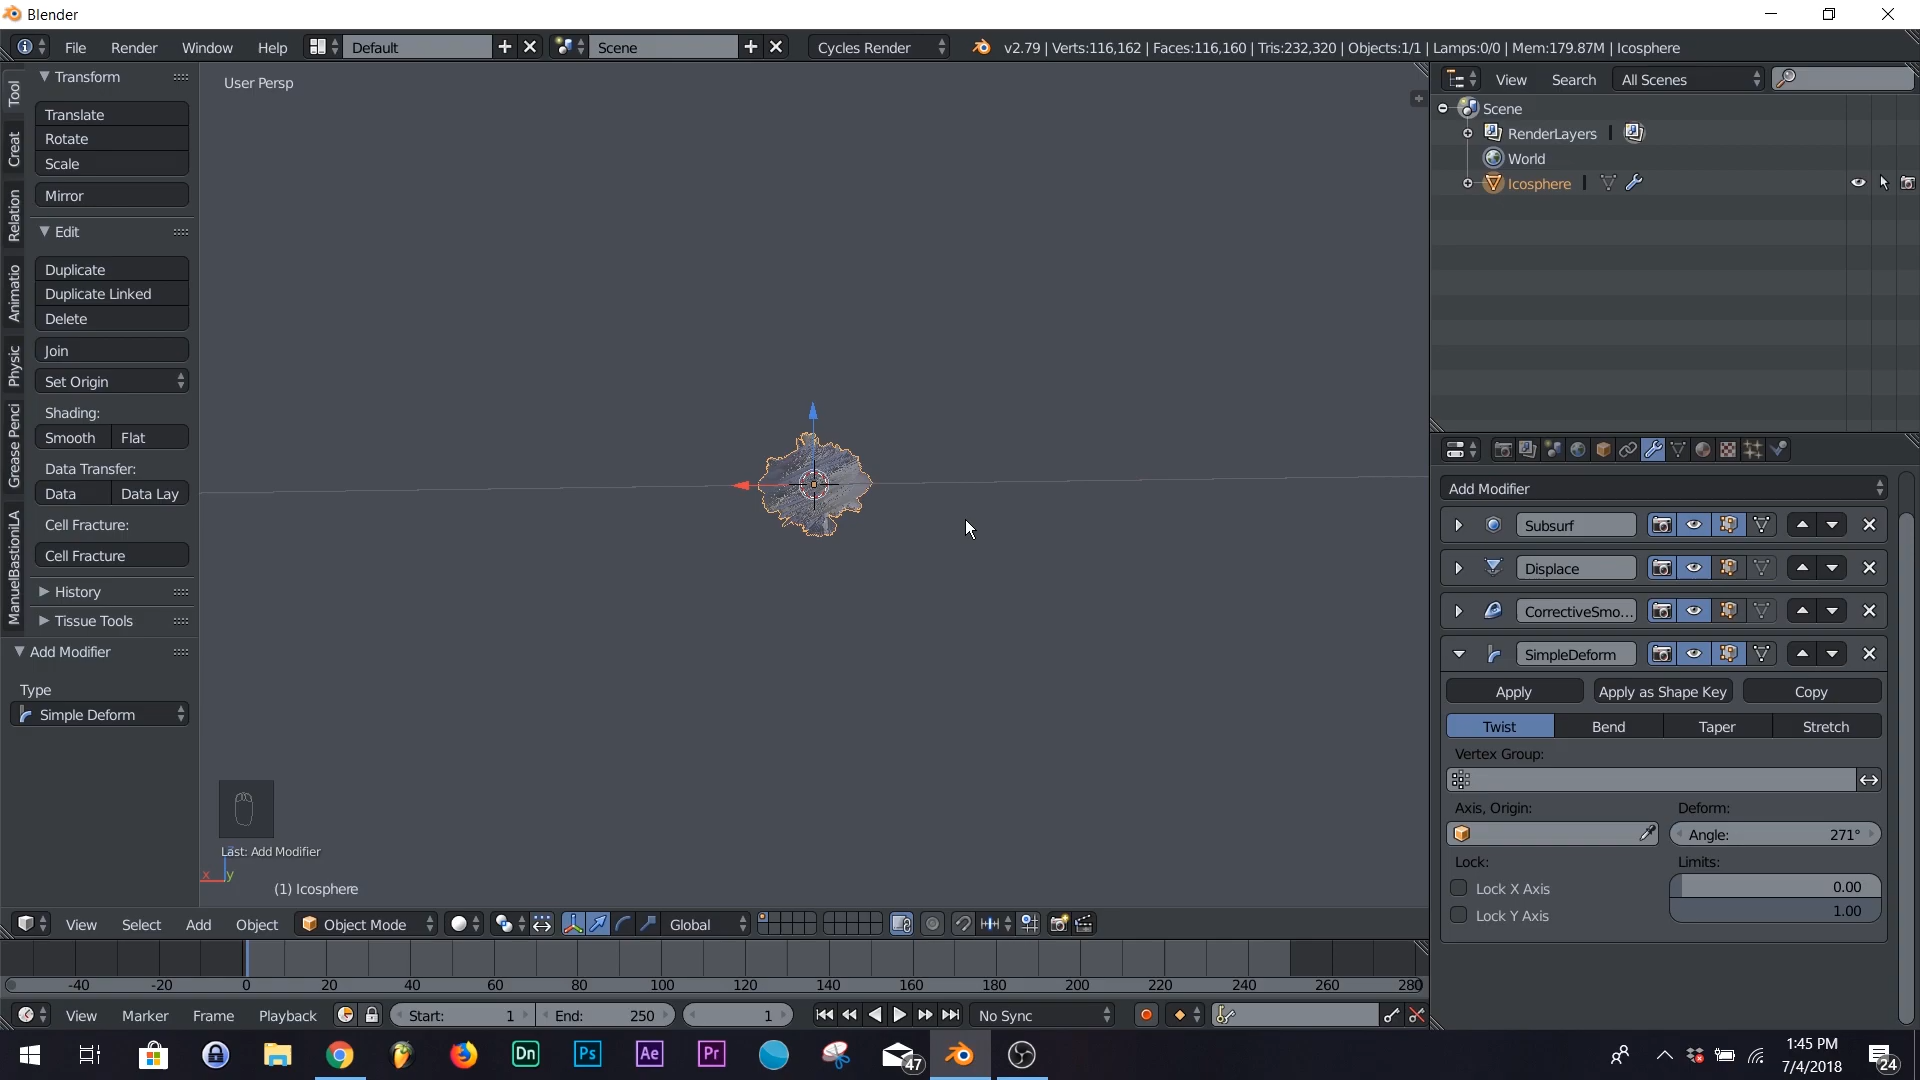 Blender
File Render Window Help Default Scene Cycles Render v2.79 | Verts:116,162 | Faces:116,160 | Tris:232,320 | Objects:1/1 | Lamps:0/0 | Mem:179.87M | Icosphere
Tool
Creat
Relation
Animatio
Physic
Grease Penci
ManuelBastioniLA
Transform
Translate
Rotate
Scale
Mirror
Edit
Duplicate
Duplicate Linked
Delete
Join
Set Origin
Shading:
Smooth Flat
Data Transfer:
Data Data Lay
Cell Fracture:
Cell Fracture
History
Tissue Tools
Add Modifier
Type
Simple Deform
User Persp
Last: Add Modifier
x y
(1) Icosphere
View Select Add Object Object Mode Global
-40 -20 0 20 40 60 80 100 120 140 160 180 200 220 240 260 280
View Marker Frame Playback Start: 1 End: 250 1 No Sync
View Search All Scenes
Scene
RenderLayers
World
Icosphere
Add Modifier
Subsurf
Displace
CorrectiveSmo...
SimpleDeform
Apply Apply as Shape Key Copy
Twist Bend Taper Stretch
Vertex Group:
Axis, Origin: Deform:
Angle: 271°
Lock: Limits:
Lock X Axis 0.00
Lock Y Axis 1.00
Dn Ps Ae Pr 47
1:45 PM
7/4/2018
24